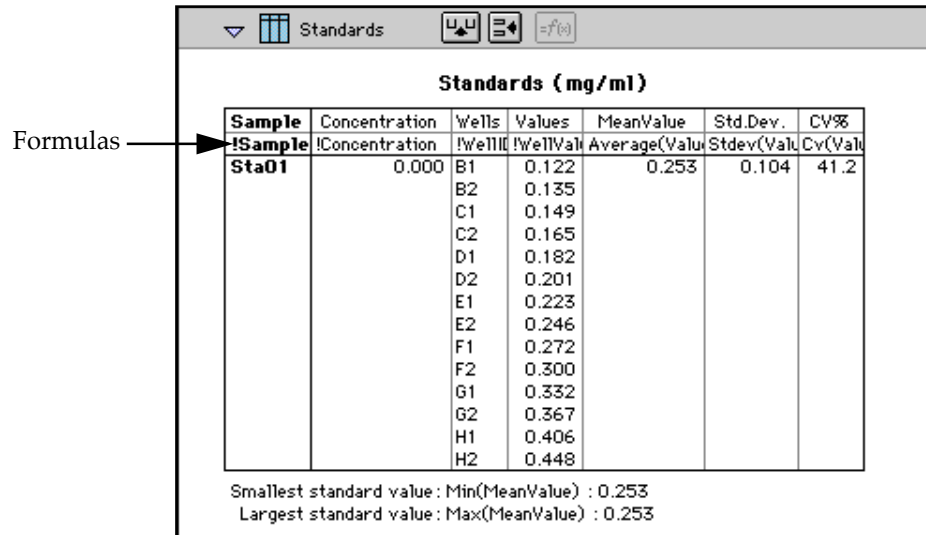 Standards
=f(x)
Standards (mg/ml)
Sample Concentration Wells Values MeanValue Std.Dev. CV%
Formulas
!Sample !Concentration !WellID !WellVal Average(Valu Stdev(Valu Cv(Valu
Sta01 0.000 B1 0.122 0.253 0.104 41.2
B2 0.135
C1 0.149
C2 0.165
D1 0.182
D2 0.201
E1 0.223
E2 0.246
F1 0.272
F2 0.300
G1 0.332
G2 0.367
H1 0.406
H2 0.448
Smallest standard value: Min(MeanValue) : 0.253
Largest standard value: Max(MeanValue) : 0.253